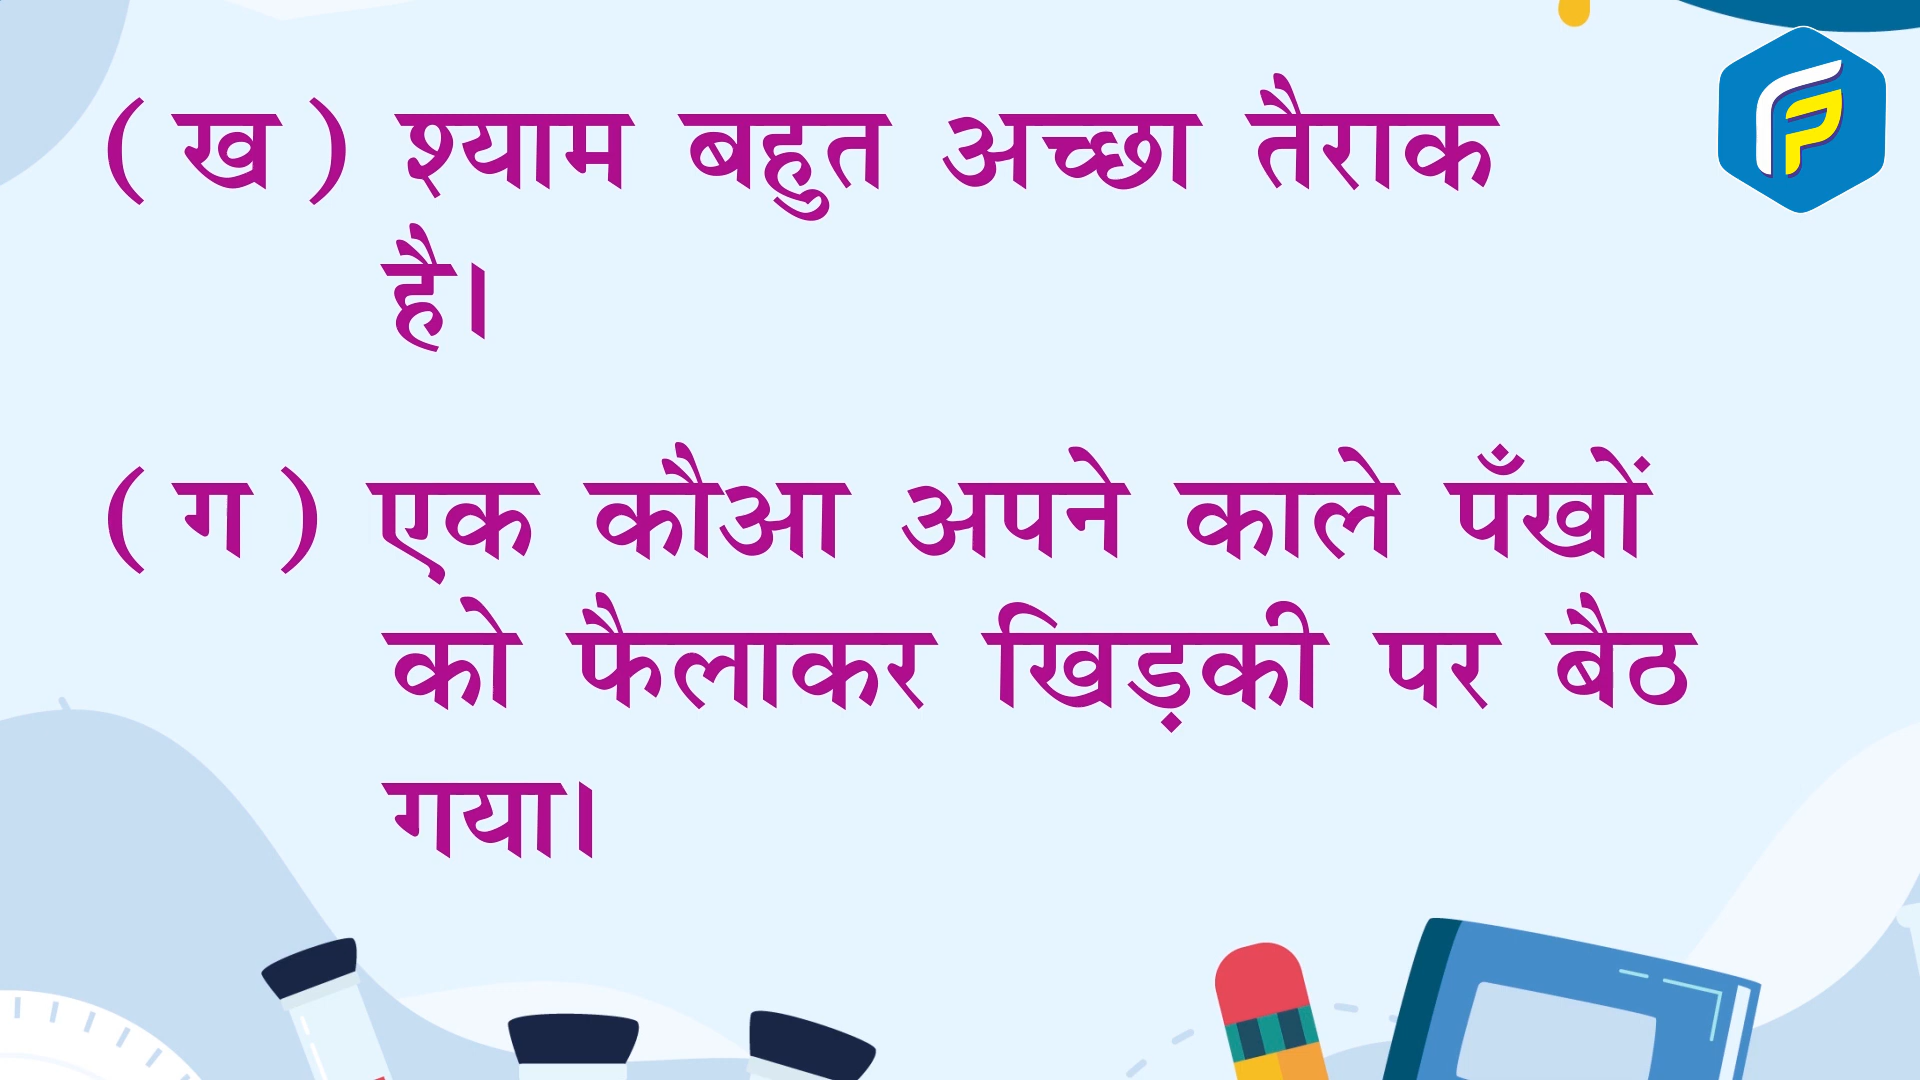 ( ख ) श्याम बहुत अच्छा तैराक
है।
( ग ) एक कौआ अपने काले पँखों
को फैलाकर खिड़की पर बैठ
गया।